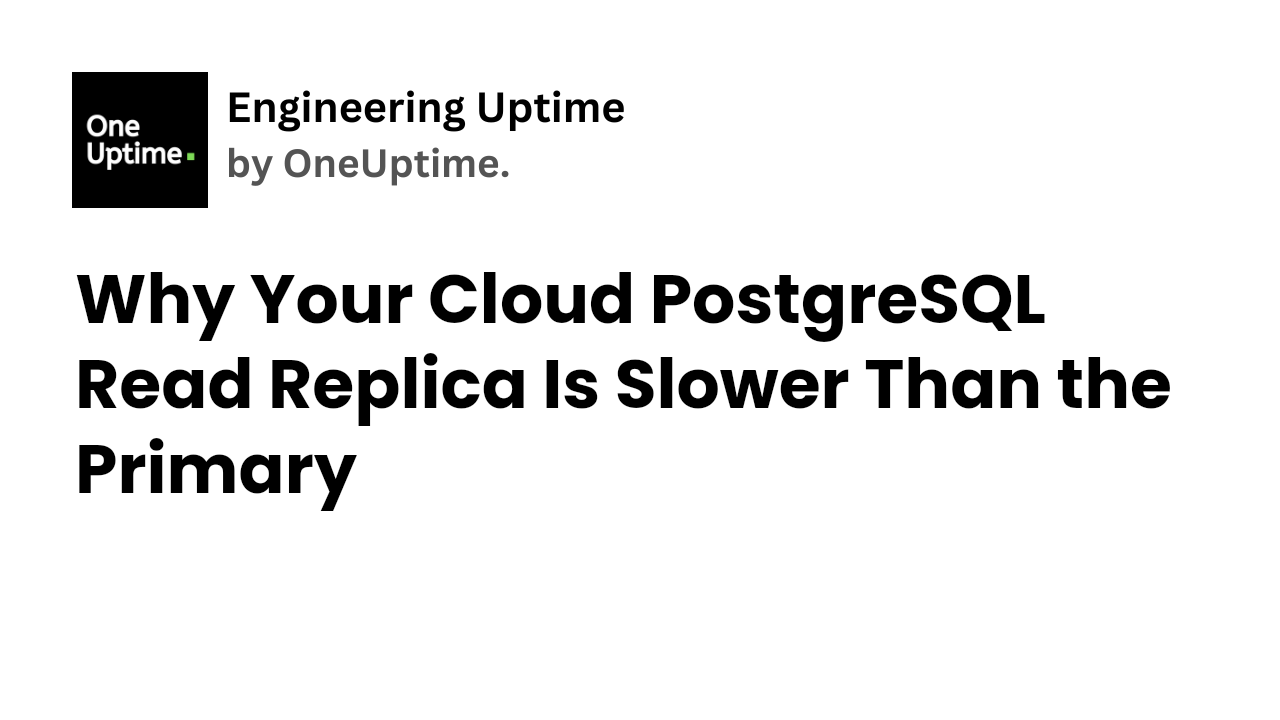 One
Uptime
Engineering Uptime
by OneUptime.
Why Your Cloud PostgreSQL
Read Replica Is Slower Than the
Primary